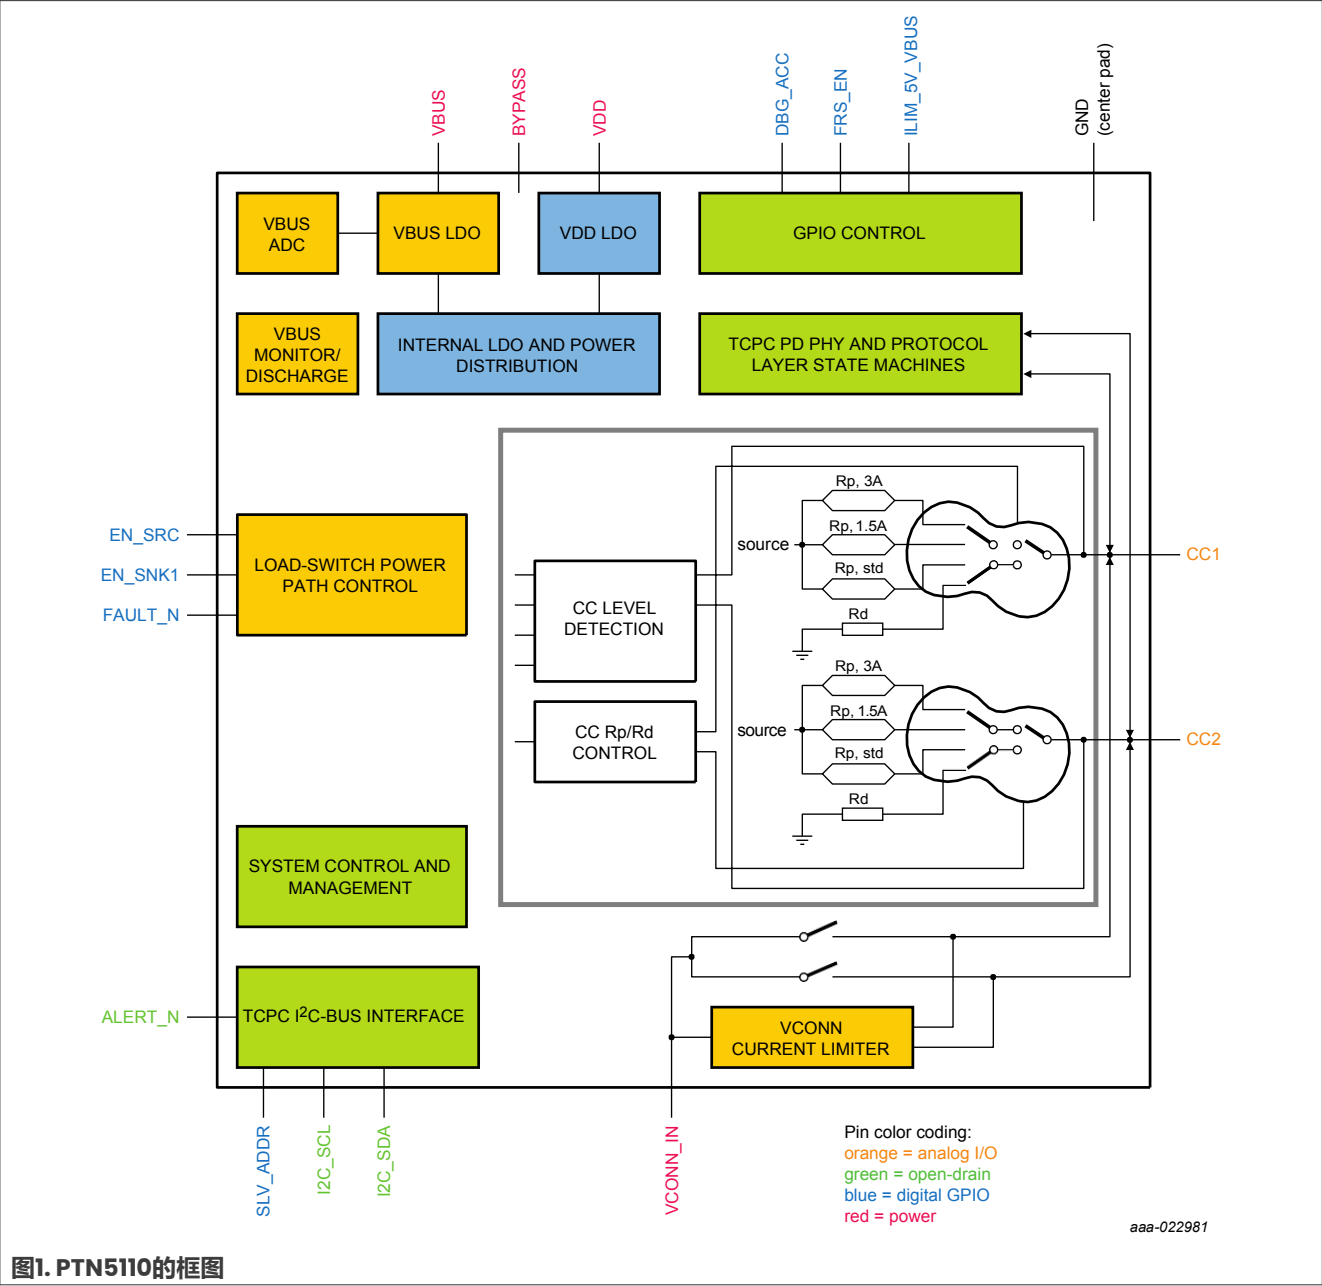 VBUS
BYPASS
VDD
DBG_ACC
FRS_EN
ILIM_5V_VBUS
GND
(center pad)
VBUS
ADC
VBUS LDO
VDD LDO
GPIO CONTROL
VBUS
MONITOR/
DISCHARGE
INTERNAL LDO AND POWER
DISTRIBUTION
TCPC PD PHY AND PROTOCOL
LAYER STATE MACHINES
EN_SRC
EN_SNK1
FAULT_N
LOAD-SWITCH POWER
PATH CONTROL
CC LEVEL
DETECTION
CC Rp/Rd
CONTROL
source
Rp, 3A
Rp, 1.5A
Rp, std
Rd
CC1
source
Rp, 3A
Rp, 1.5A
Rp, std
Rd
CC2
SYSTEM CONTROL AND
MANAGEMENT
ALERT_N
TCPC I²C-BUS INTERFACE
VCONN
CURRENT LIMITER
SLV_ADDR
I2C_SCL
I2C_SDA
VCONN_IN
Pin color coding:
orange = analog I/O
green = open-drain
blue = digital GPIO
red = power
aaa-022981
图1. PTN5110的框图